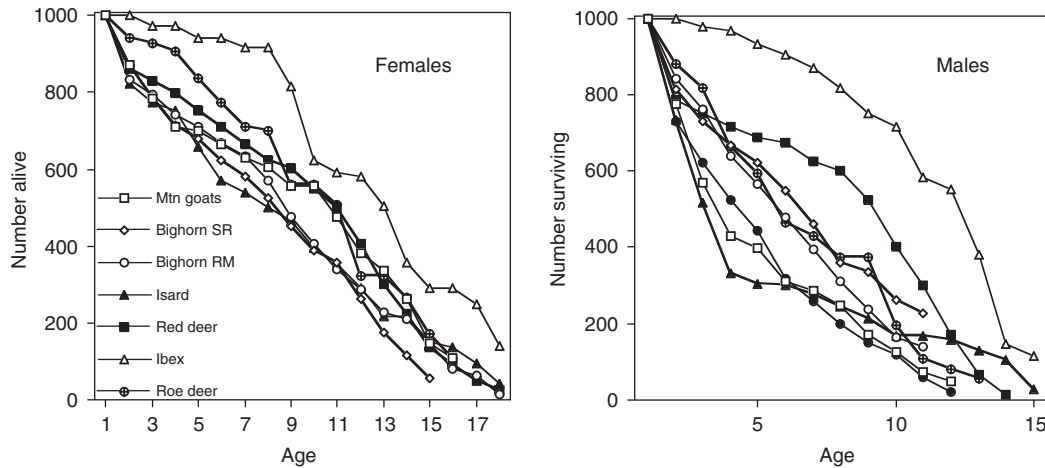 1000
800
600
400
200
0
Number alive
Females
Mtn goats
Bighorn SR
Bighorn RM
Isard
Red deer
Ibex
Roe deer
1 3 5 7 9 11 13 15 17
Age
1000
800
600
400
200
0
Number surviving
Males
5 10 15
Age